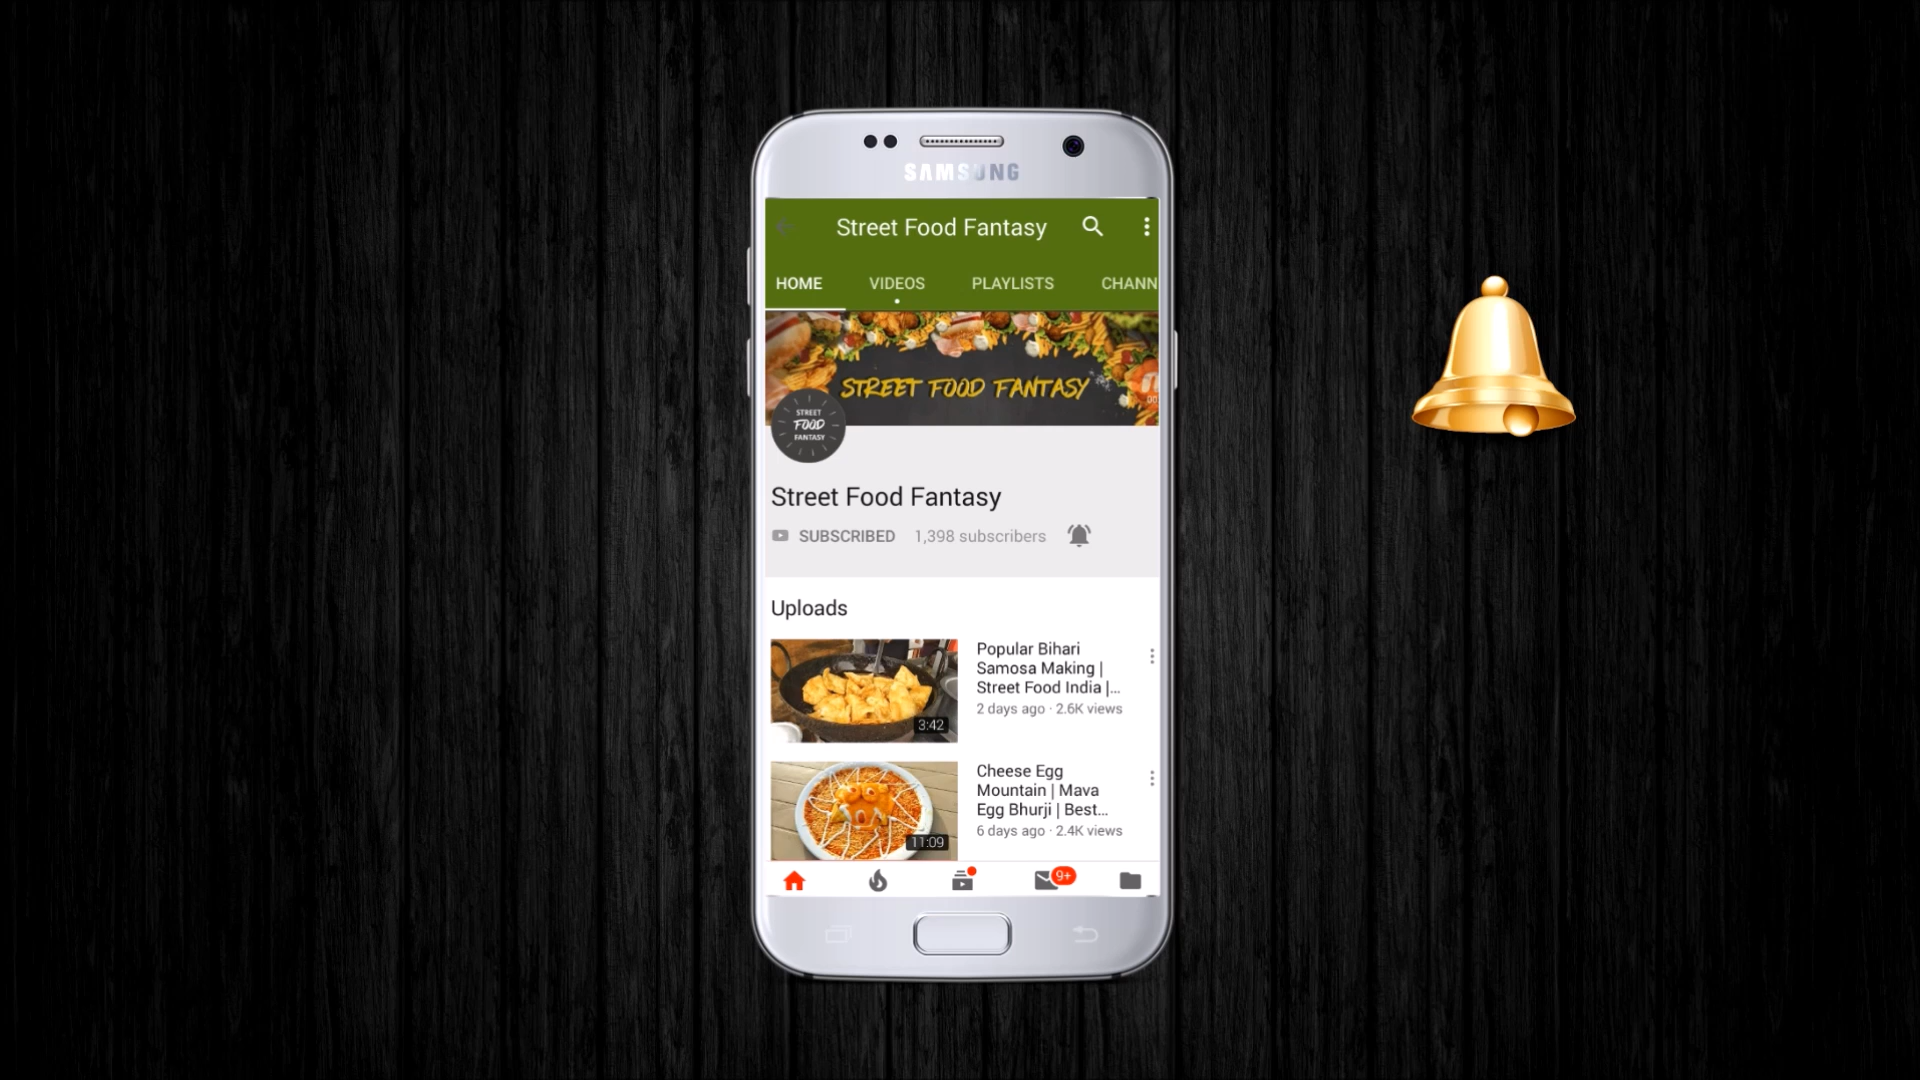 SAMSUNG
Street Food Fantasy
HOME VIDEOS PLAYLISTS CHANN
STREET FOOD FANTASY
00:
STREET
FOOD
FANTASY
Street Food Fantasy
SUBSCRIBED 1,398 subscribers
Uploads
Popular Bihari
Samosa Making |
Street Food India |...
2 days ago · 2.6K views
3:42
Cheese Egg
Mountain | Mava
Egg Bhurji | Best...
6 days ago · 2.4K views
11:09
9+